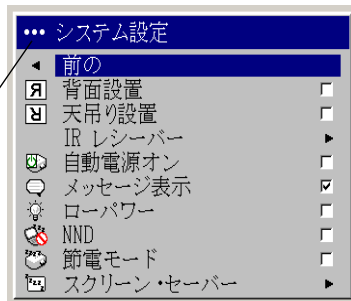 システム設定
前の
背面設置
天吊り設置
IR レシーバー
自動電源オン
メッセージ表示
ローパワー
NND
節電モード
スクリーン・セーバー